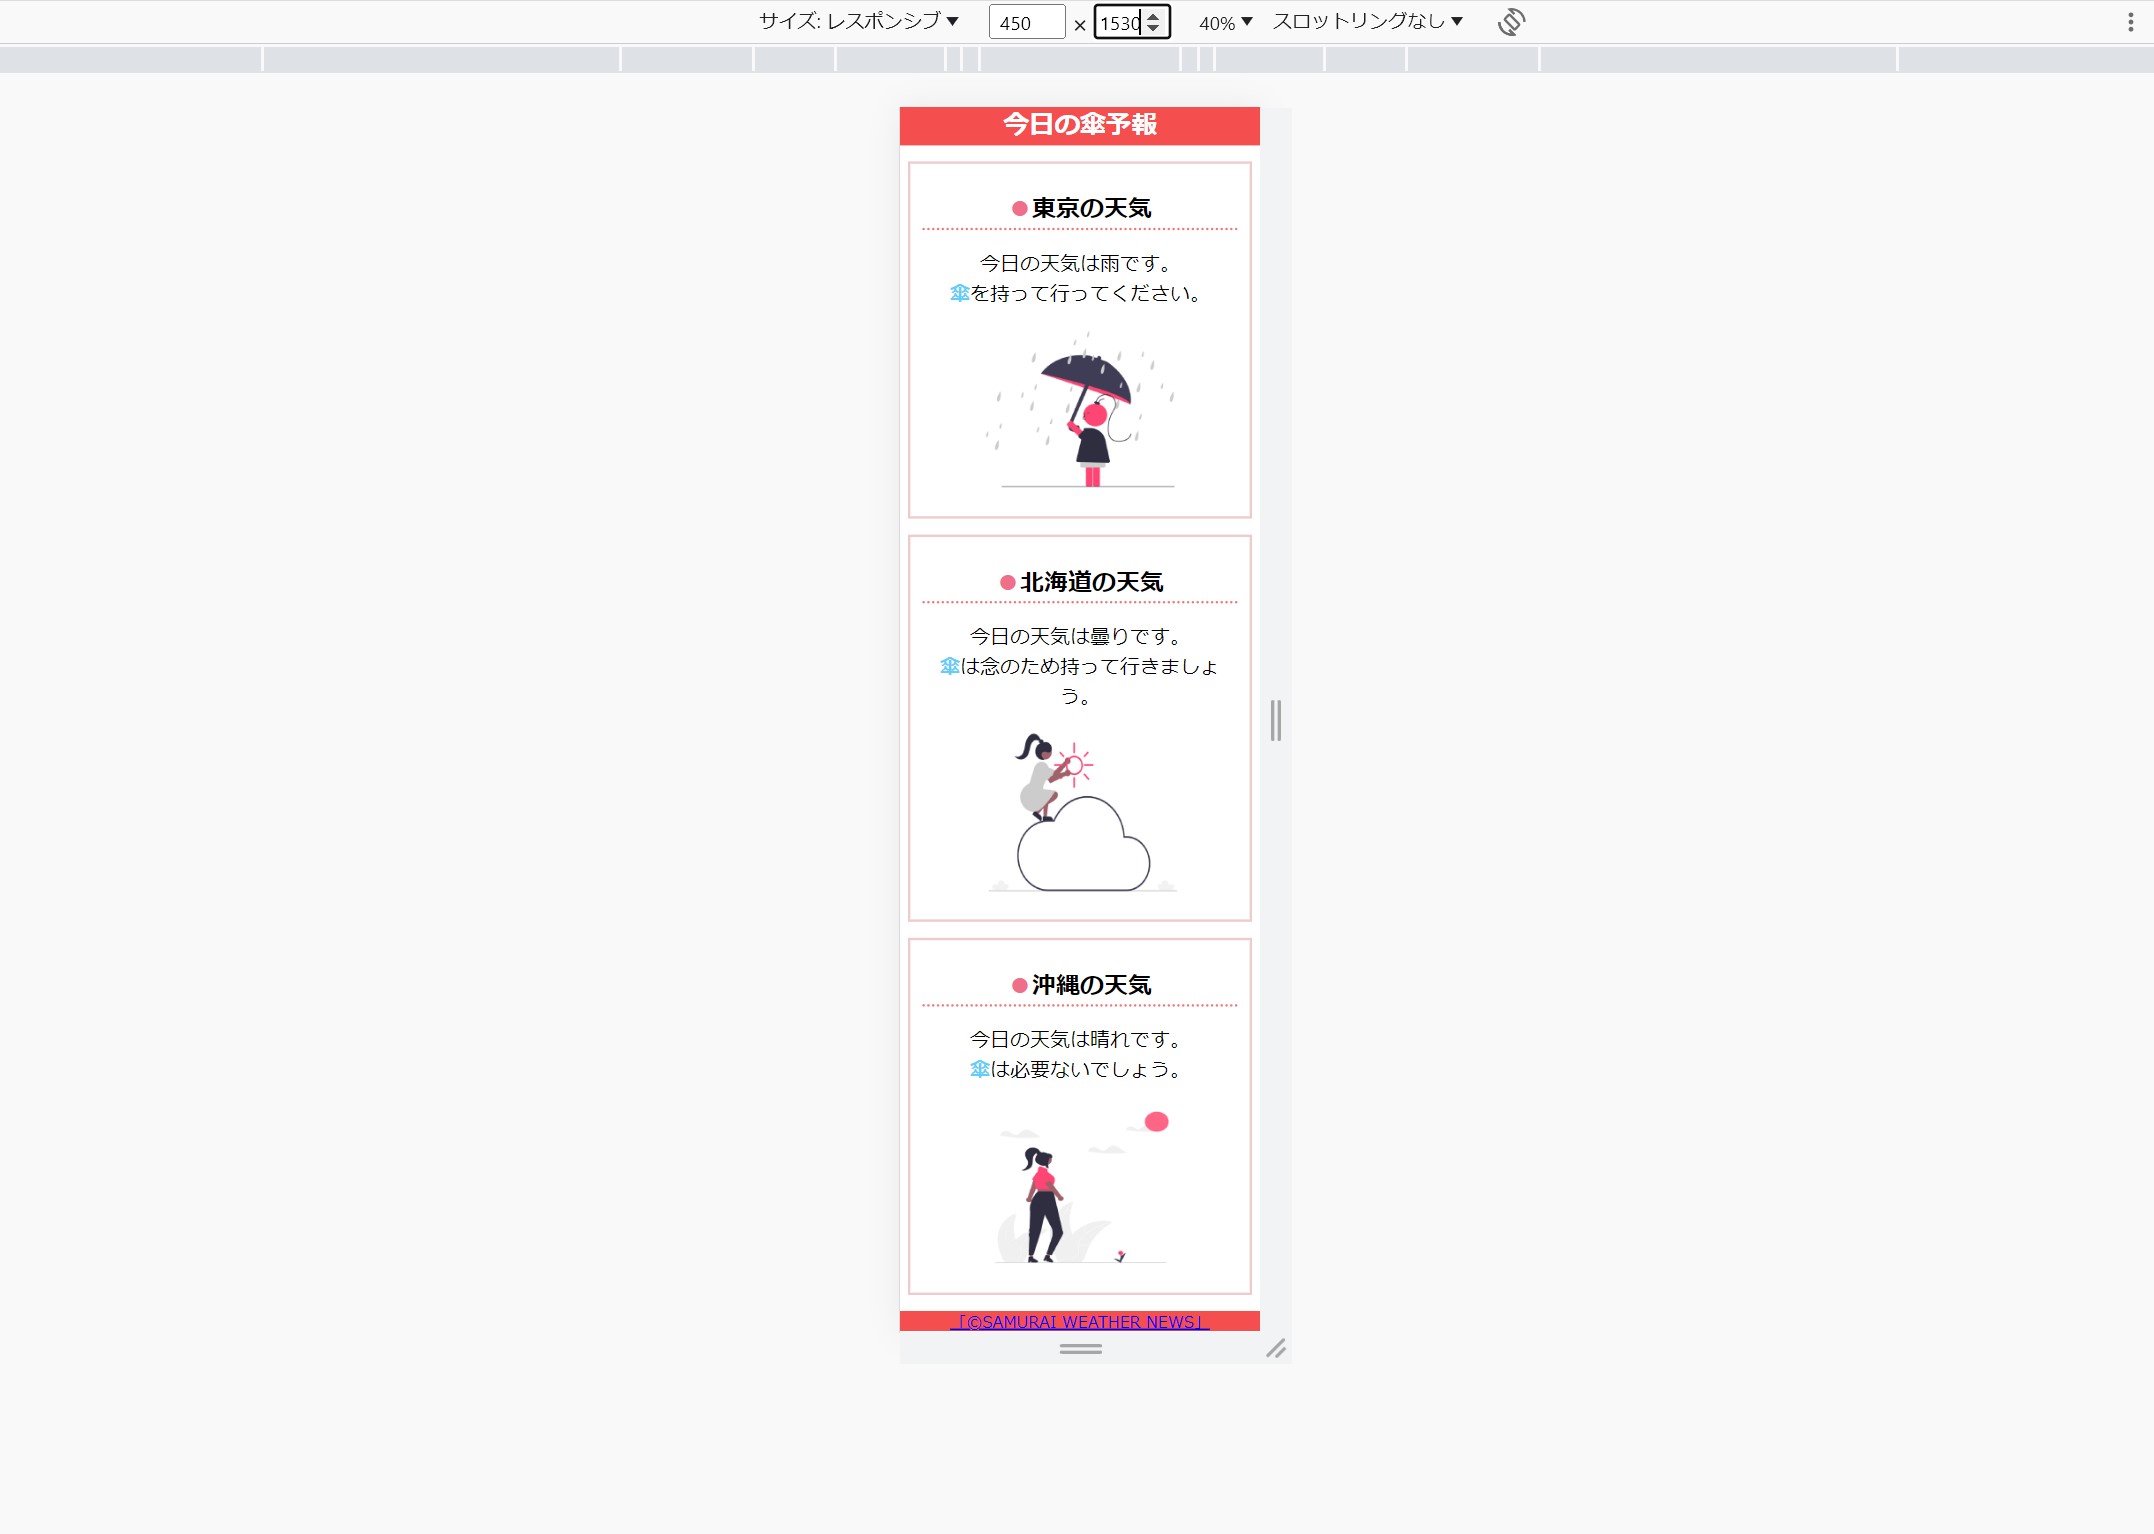 サイズ: レスポンシブ ▼ 450 × 1530 40% ▼ スロットリングなし ▼
今日の傘予報
●東京の天気
今日の天気は雨です。
傘を持って行ってください。
●北海道の天気
今日の天気は曇りです。
傘は念のため持って行きましょ
う。
●沖縄の天気
今日の天気は晴れです。
傘は必要ないでしょう。
「©SAMURAI WEATHER NEWS」